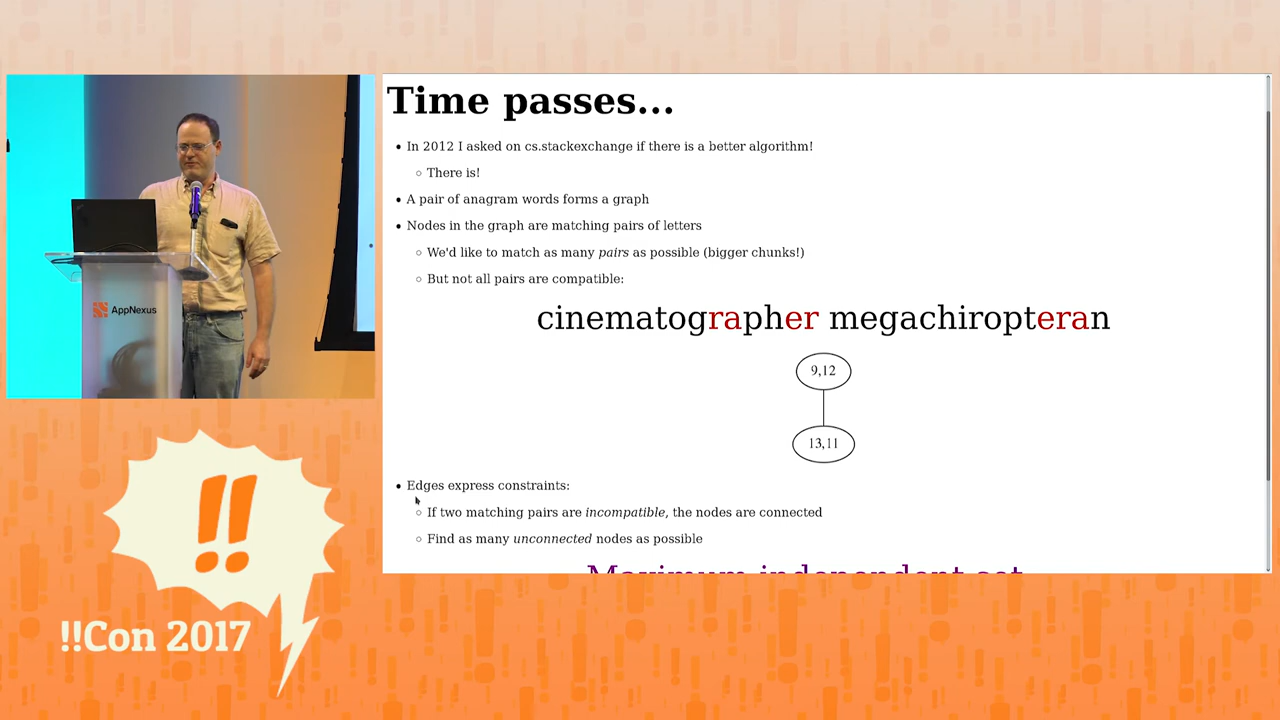 Time passes...
• In 2012 I asked on cs.stackexchange if there is a better algorithm!
◦ There is!
• A pair of anagram words forms a graph
• Nodes in the graph are matching pairs of letters
◦ We'd like to match as many pairs as possible (bigger chunks!)
◦ But not all pairs are compatible:
cinematographer megachiropteran
9,12
13,11
• Edges express constraints:
◦ If two matching pairs are incompatible, the nodes are connected
◦ Find as many unconnected nodes as possible
Maximum independent set
AppNexus
!!
!!Con 2017